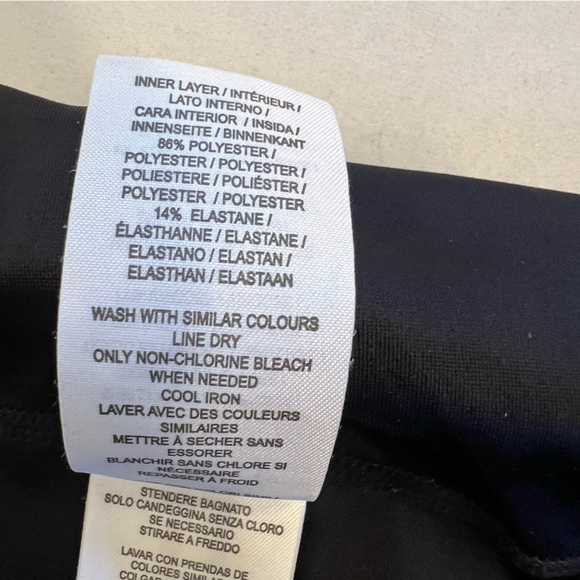 INNER LAYER / INTÉRIEUR /
LATO INTERNO /
CARA INTERIOR / INSIDA /
INNENSEITE / BINNENKANT
86% POLYESTER /
POLYESTER / POLYESTER /
POLIESTERE / POLIÉSTER /
POLYESTER / POLYESTER
14% ELASTANE /
ÉLASTHANNE / ELASTANE /
ELASTANO / ELASTAN /
ELASTHAN / ELASTAAN
WASH WITH SIMILAR COLOURS
LINE DRY
ONLY NON-CHLORINE BLEACH
WHEN NEEDED
COOL IRON
LAVER AVEC DES COULEURS
SIMILAIRES
METTRE À SECHER SANS
ESSORER
BLANCHIR SANS CHLORE SI
NÉCESSAIRE
REPASSER À FROID
STENDERE BAGNATO
SOLO CANDEGGINA SENZA CLORO
SE NECESSARIO
STIRARE A FREDDO
LAVAR CON PRENDAS DE
COLORES